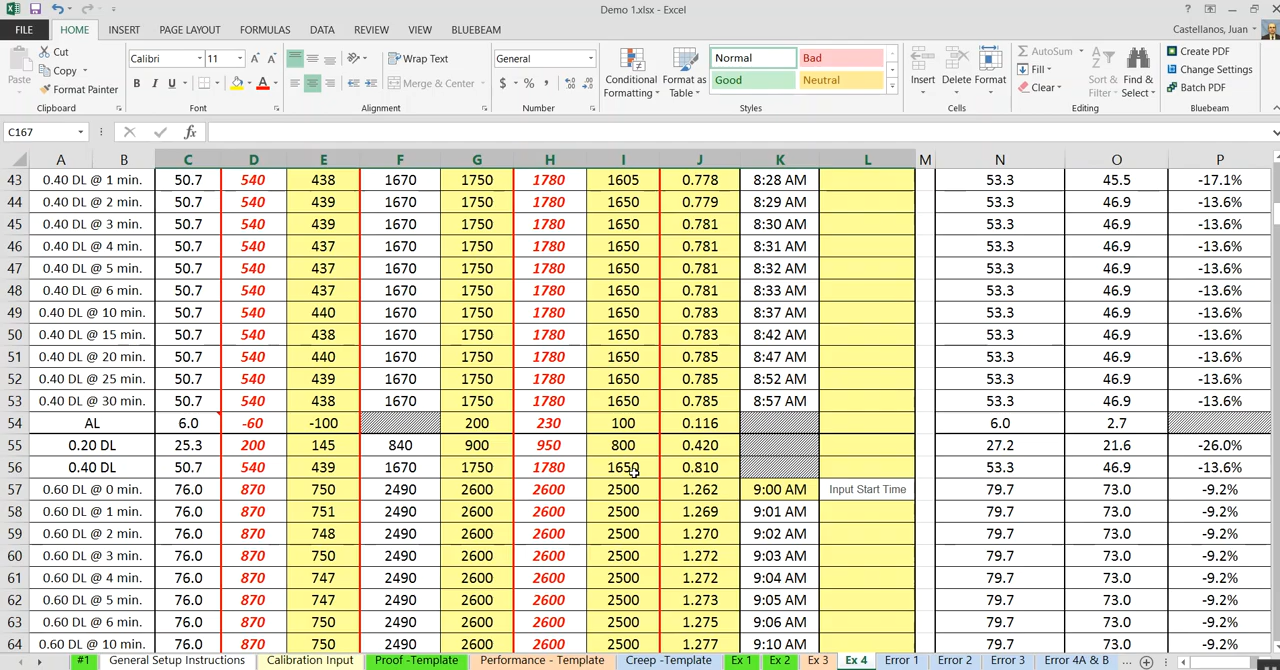 Demo 1.xlsx - Excel
FILE HOME INSERT PAGE LAYOUT FORMULAS DATA REVIEW VIEW BLUEBEAM Castellanos, Juan
Cut Calibri 11 Wrap Text General Normal Bad AutoSum Create PDF
Paste Copy Conditional Formatting Format as Table Good Neutral Insert Delete Format Fill Sort & Filter Find & Select Change Settings
Format Painter B I U A Merge & Center $ % , Clear Batch PDF
Clipboard Font Alignment Number Styles Cells Editing Bluebeam
C167 fx
A B C D E F G H I J K L M N O P
43 0.40 DL @ 1 min. 50.7 540 438 1670 1750 1780 1605 0.778 8:28 AM 53.3 45.5 -17.1%
44 0.40 DL @ 2 min. 50.7 540 439 1670 1750 1780 1650 0.779 8:29 AM 53.3 46.9 -13.6%
45 0.40 DL @ 3 min. 50.7 540 439 1670 1750 1780 1650 0.781 8:30 AM 53.3 46.9 -13.6%
46 0.40 DL @ 4 min. 50.7 540 437 1670 1750 1780 1650 0.781 8:31 AM 53.3 46.9 -13.6%
47 0.40 DL @ 5 min. 50.7 540 437 1670 1750 1780 1650 0.781 8:32 AM 53.3 46.9 -13.6%
48 0.40 DL @ 6 min. 50.7 540 437 1670 1750 1780 1650 0.781 8:33 AM 53.3 46.9 -13.6%
49 0.40 DL @ 10 min. 50.7 540 440 1670 1750 1780 1650 0.781 8:37 AM 53.3 46.9 -13.6%
50 0.40 DL @ 15 min. 50.7 540 438 1670 1750 1780 1650 0.785 8:42 AM 53.3 46.9 -13.6%
51 0.40 DL @ 20 min. 50.7 540 440 1670 1750 1780 1650 0.785 8:47 AM 53.3 46.9 -13.6%
52 0.40 DL @ 25 min. 50.7 540 439 1670 1750 1780 1650 0.785 8:52 AM 53.3 46.9 -13.6%
53 0.40 DL @ 30 min. 50.7 540 438 1670 1750 1780 1650 0.785 8:57 AM 53.3 46.9 -13.6%
54 AL 6.0 -60 -100 200 230 100 0.116 6.0 2.7
55 0.20 DL 25.3 200 145 840 900 950 800 0.420 27.2 21.6 -26.0%
56 0.40 DL 50.7 540 439 1670 1750 1780 1650 0.810 53.3 46.9 -13.6%
57 0.60 DL @ 0 min. 76.0 870 750 2490 2600 2600 2500 1.262 9:00 AM Input Start Time 79.7 73.0 -9.2%
58 0.60 DL @ 1 min. 76.0 870 751 2490 2600 2600 2500 1.269 9:01 AM 79.7 73.0 -9.2%
59 0.60 DL @ 2 min. 76.0 870 748 2490 2600 2600 2500 1.270 9:02 AM 79.7 73.0 -9.2%
60 0.60 DL @ 3 min. 76.0 870 750 2490 2600 2600 2500 1.272 9:03 AM 79.7 73.0 -9.2%
61 0.60 DL @ 4 min. 76.0 870 747 2490 2600 2600 2500 1.272 9:04 AM 79.7 73.0 -9.2%
62 0.60 DL @ 5 min. 76.0 870 747 2490 2600 2600 2500 1.273 9:05 AM 79.7 73.0 -9.2%
63 0.60 DL @ 6 min. 76.0 870 750 2490 2600 2600 2500 1.275 9:06 AM 79.7 73.0 -9.2%
64 0.60 DL @ 10 min. 76.0 870 750 2490 2600 2600 2500 1.277 9:10 AM 79.7 73.0 -9.2%
#1 General Setup Instructions Calibration Input Proof -Template Performance - Template Creep -Template Ex 1 Ex 2 Ex 3 Ex 4 Error 1 Error 2 Error 3 Error 4A & B ...